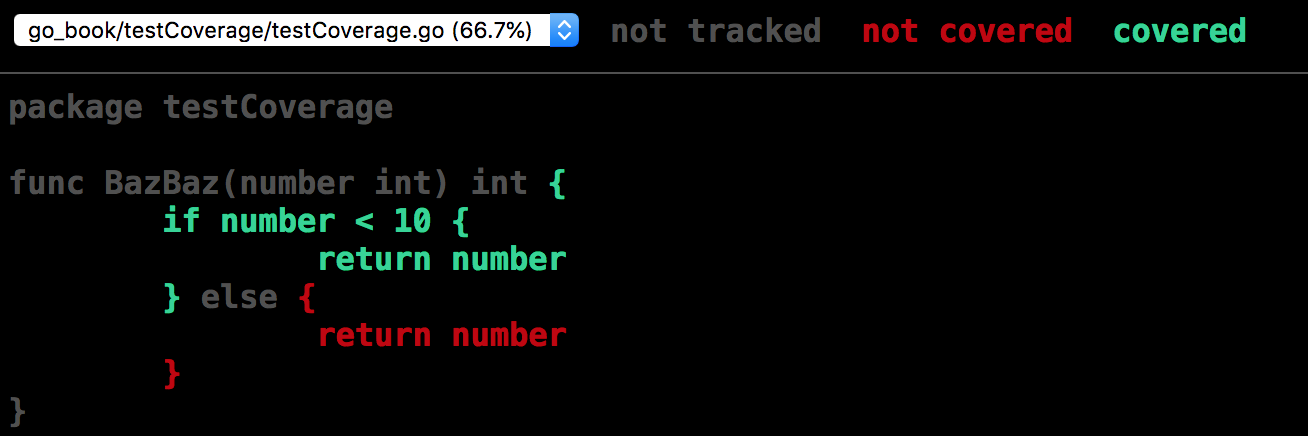 go_book/testCoverage/testCoverage.go (66.7%) not tracked not covered covered
package testCoverage
func BazBaz(number int) int {
        if number < 10 {
                return number
        } else {
                return number
        }
}